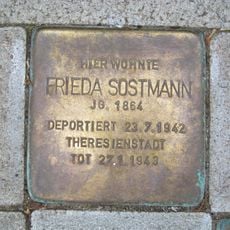 HIER WOHNTE
FRIEDA SOSTMANN
JG. 1864
DEPORTIERT 23.7.1942
THERESIENSTADT
TOT 27.1.1943